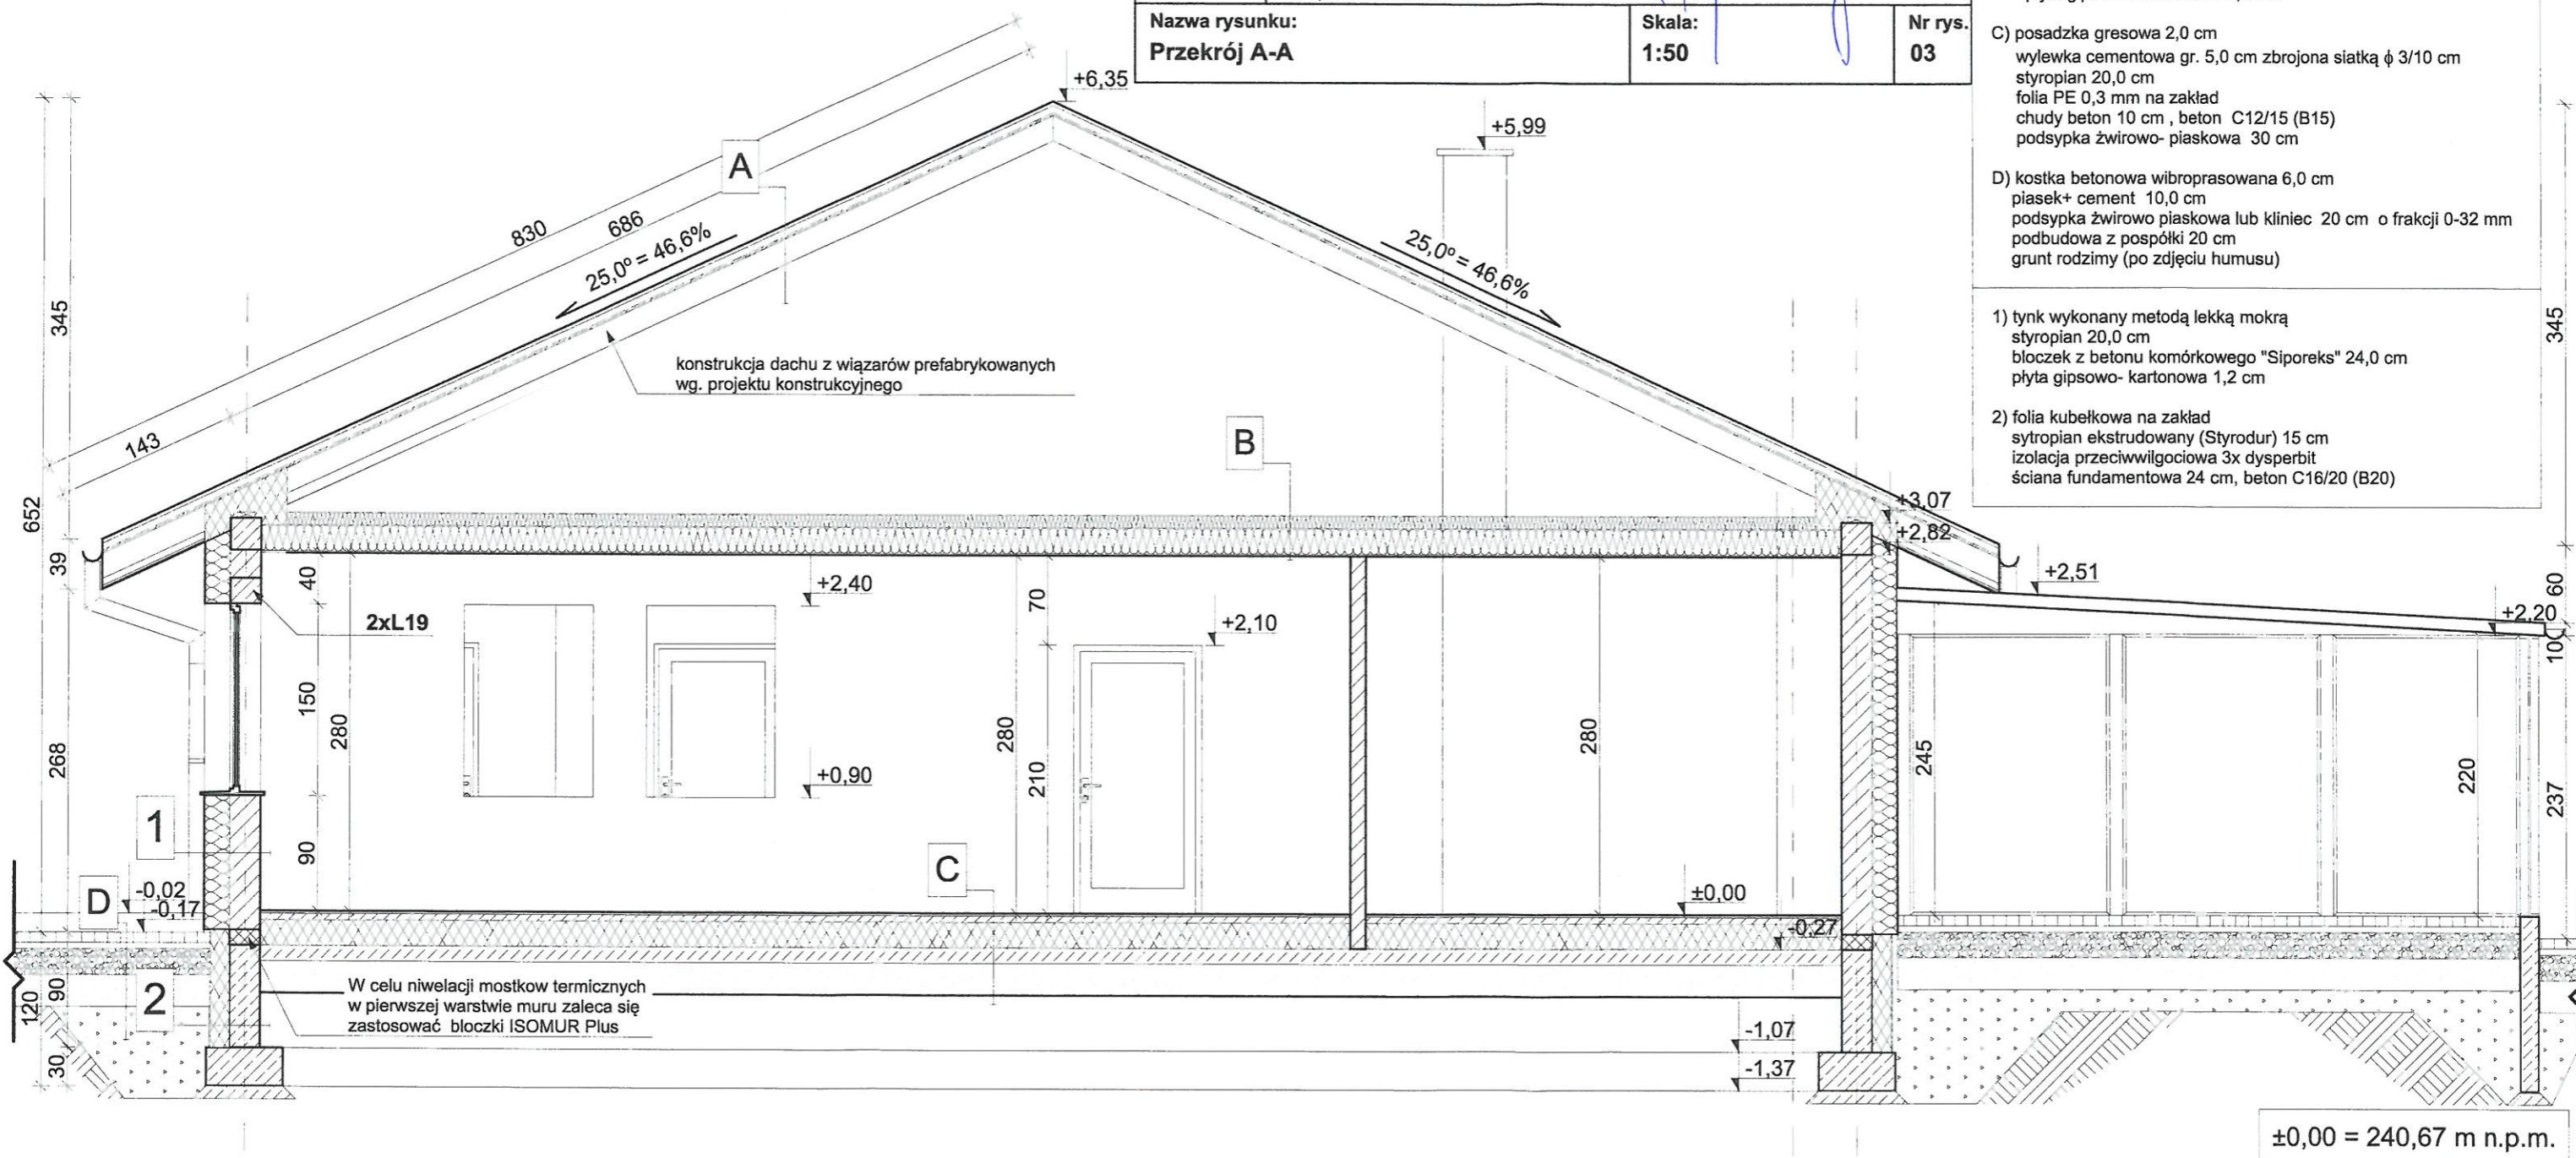 Nazwa rysunku:
Przekrój A-A
Skala:
1:50
Nr rys.
03
C) posadzka gresowa 2,0 cm
wylewka cementowa gr. 5,0 cm zbrojona siatką ϕ 3/10 cm
styropian 20,0 cm
folia PE 0,3 mm na zakład
chudy beton 10 cm , beton C12/15 (B15)
podsypka żwirowo- piaskowa 30 cm
D) kostka betonowa wibroprasowana 6,0 cm
piasek+ cement 10,0 cm
podsypka żwirowo piaskowa lub kliniec 20 cm o frakcji 0-32 mm
podbudowa z pospółki 20 cm
grunt rodzimy (po zdjęciu humusu)
1) tynk wykonany metodą lekką mokrą
styropian 20,0 cm
bloczek z betonu komórkowego "Siporeks" 24,0 cm
płyta gipsowo- kartonowa 1,2 cm
2) folia kubełkowa na zakład
sytropian ekstrudowany (Styrodur) 15 cm
izolacja przeciwwilgociowa 3x dysperbit
ściana fundamentowa 24 cm, beton C16/20 (B20)
+6,35
+5,99
A
830
686
143
25,0º = 46,6%
25,0º = 46,6%
konstrukcja dachu z wiązarów prefabrykowanych
wg. projektu konstrukcyjnego
B
345
652
39
268
345
60
10
237
+3,07
+2,82
+2,51
+2,20
40
150
90
280
2xL19
+2,40
+0,90
70
210
280
+2,10
280
245
220
1
C
D
-0,02
-0,17
±0,00
-0,27
2
120
90
30
W celu niwelacji mostkow termicznych
w pierwszej warstwie muru zaleca się
zastosować bloczki ISOMUR Plus
-1,07
-1,37
±0,00 = 240,67 m n.p.m.